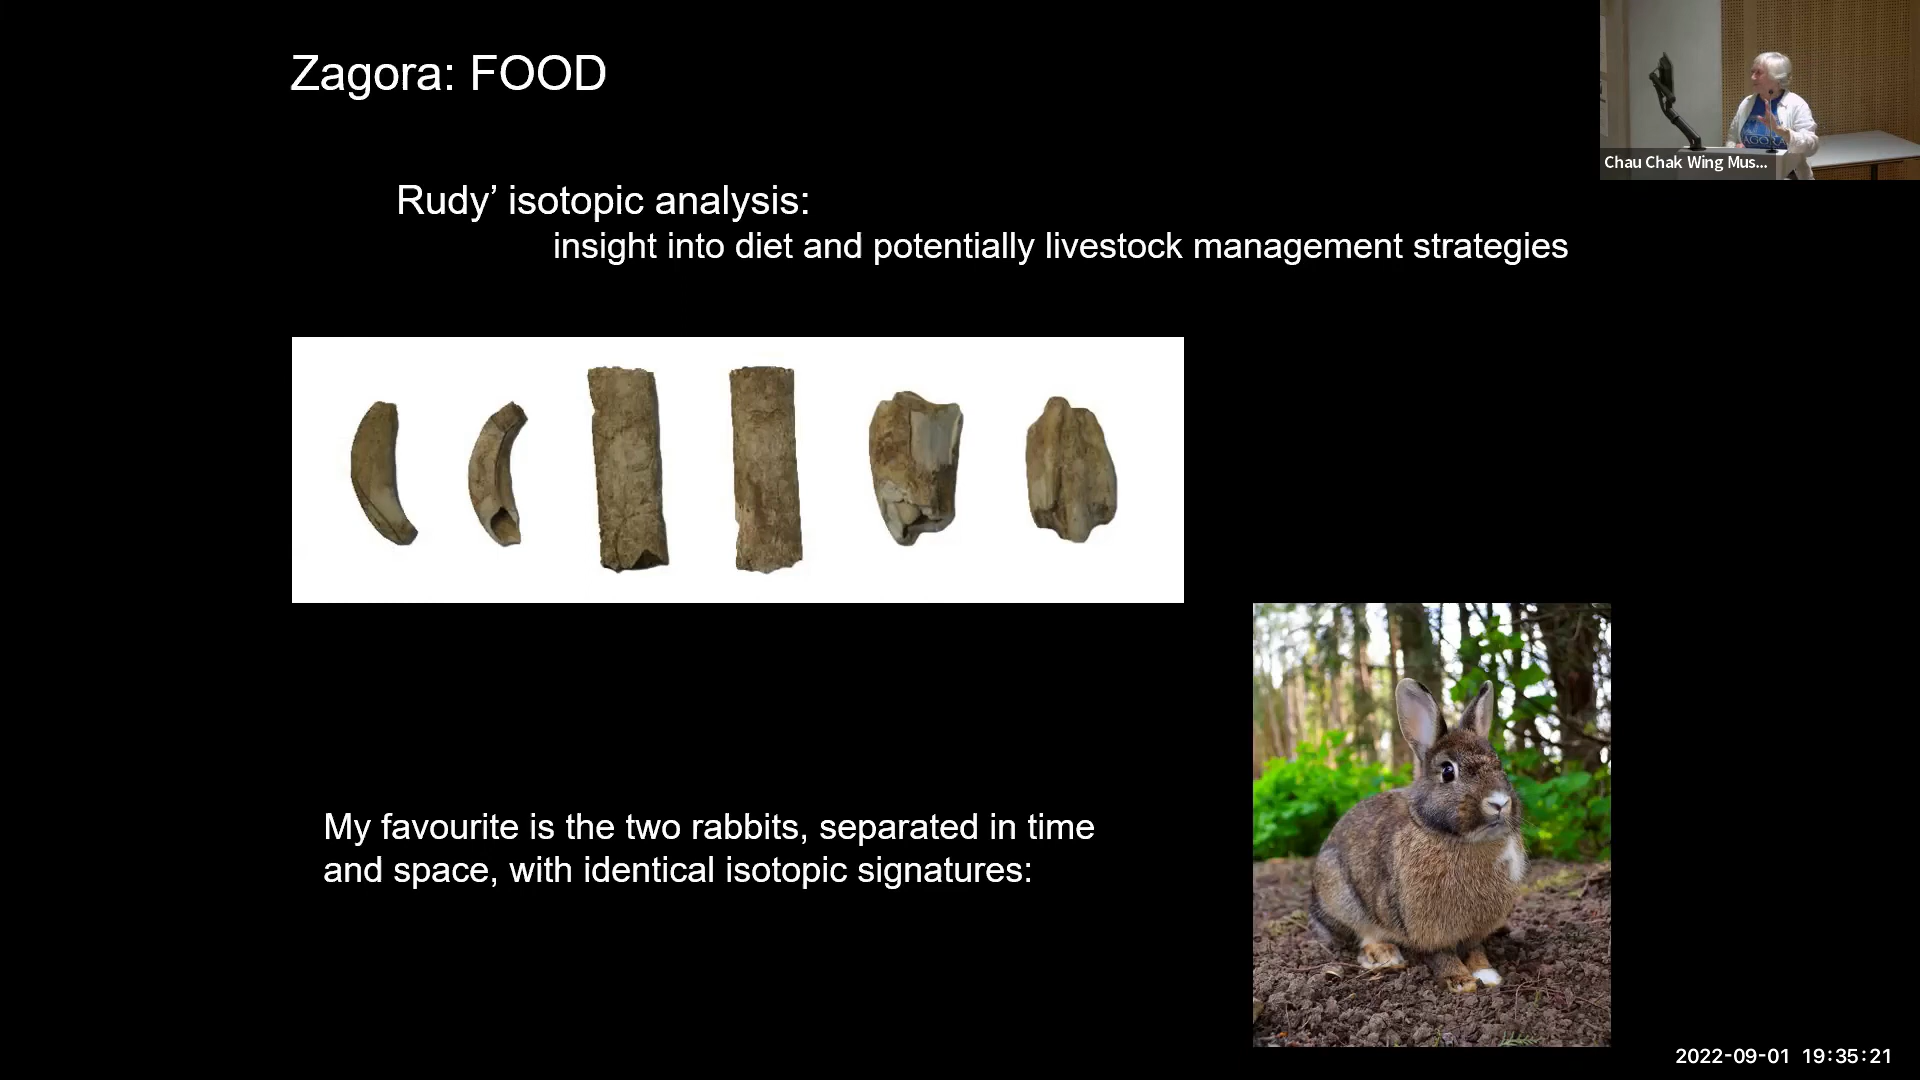 Zagora: FOOD
Rudy’ isotopic analysis:
insight into diet and potentially livestock management strategies
Chau Chak Wing Mus...
AGORA
My favourite is the two rabbits, separated in time
and space, with identical isotopic signatures:
2022-09-01 19:35:21